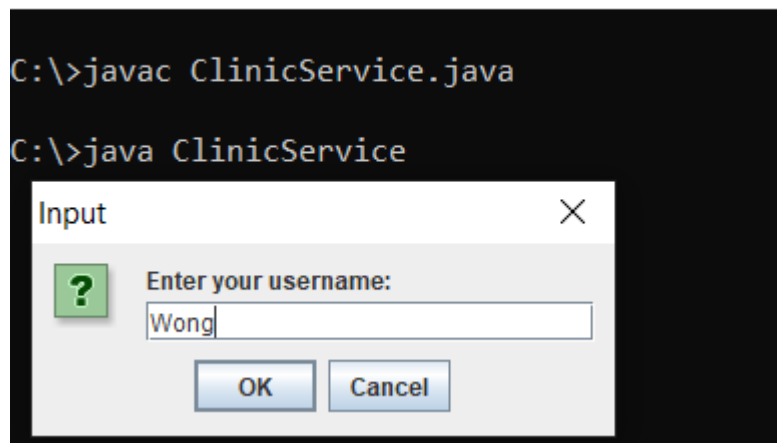 C:\>javac ClinicService.java
C:\>java ClinicService
Input
?
Enter your username:
Wong
OK Cancel